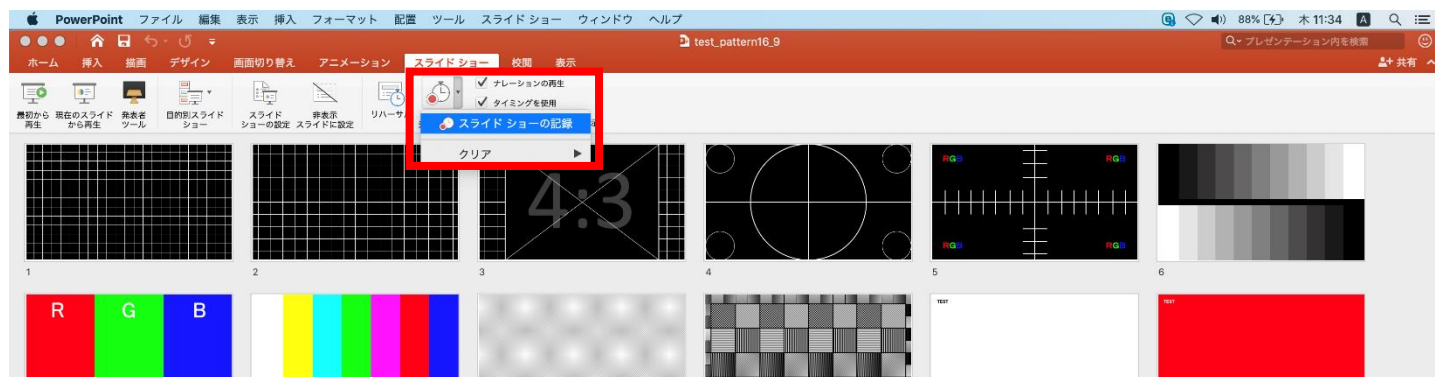 PowerPoint ファイル 編集 表示 挿入 フォーマット 配置 ツール スライド ショー ウィンドウ ヘルプ 88% 木 11:34 A
test_pattern16_9 プレゼンテーション内を検索
ホーム 挿入 描画 デザイン 画面切り替え アニメーション スライド ショー 校閲 表示 共有
最初から
再生
現在のスライド
から再生
発表者
ツール
目的別スライド
ショー
スライド
ショーの設定
非表示
スライドに設定
リハーサ
ナレーションの再生
タイミングを使用
スライド ショーの記録
クリア
4:3
RGB RGB
RGB RGB
1 2 3 4 5 6
R G B
TEST
TEST